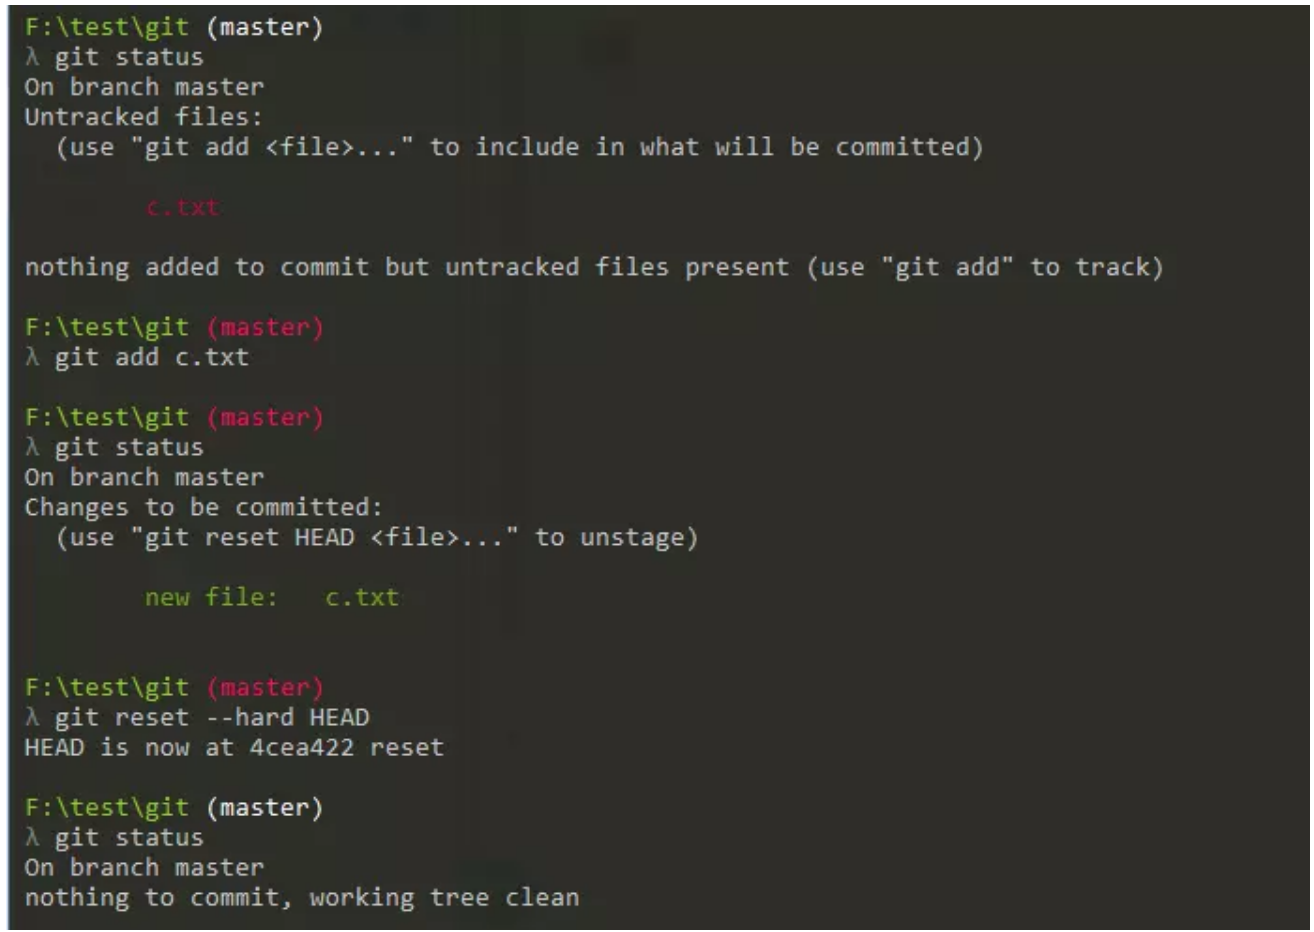 F:\test\git (master)
λ git status
On branch master
Untracked files:
  (use "git add <file>..." to include in what will be committed)
        c.txt
nothing added to commit but untracked files present (use "git add" to track)
F:\test\git (master)
λ git add c.txt
F:\test\git (master)
λ git status
On branch master
Changes to be committed:
  (use "git reset HEAD <file>..." to unstage)
        new file:   c.txt
F:\test\git (master)
λ git reset --hard HEAD
HEAD is now at 4cea422 reset
F:\test\git (master)
λ git status
On branch master
nothing to commit, working tree clean